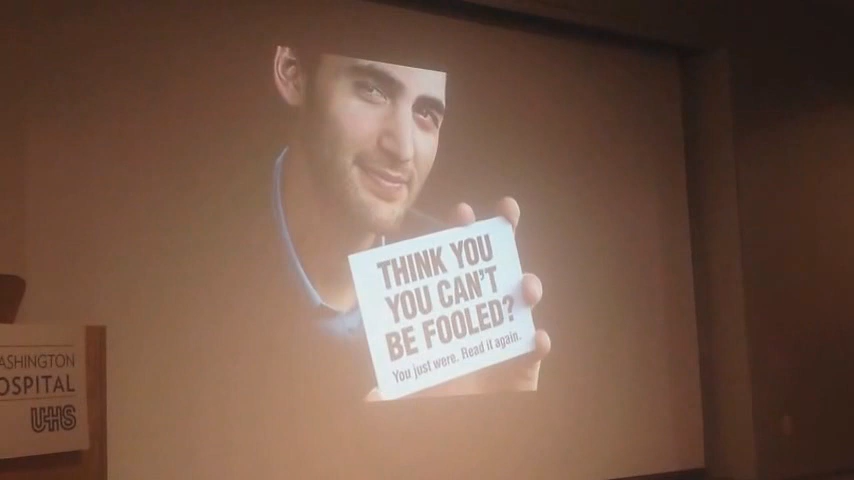 THINK YOU
YOU CAN'T
BE FOOLED?
You just were. Read it again.
ASHINGTON
OSPITAL
UHS